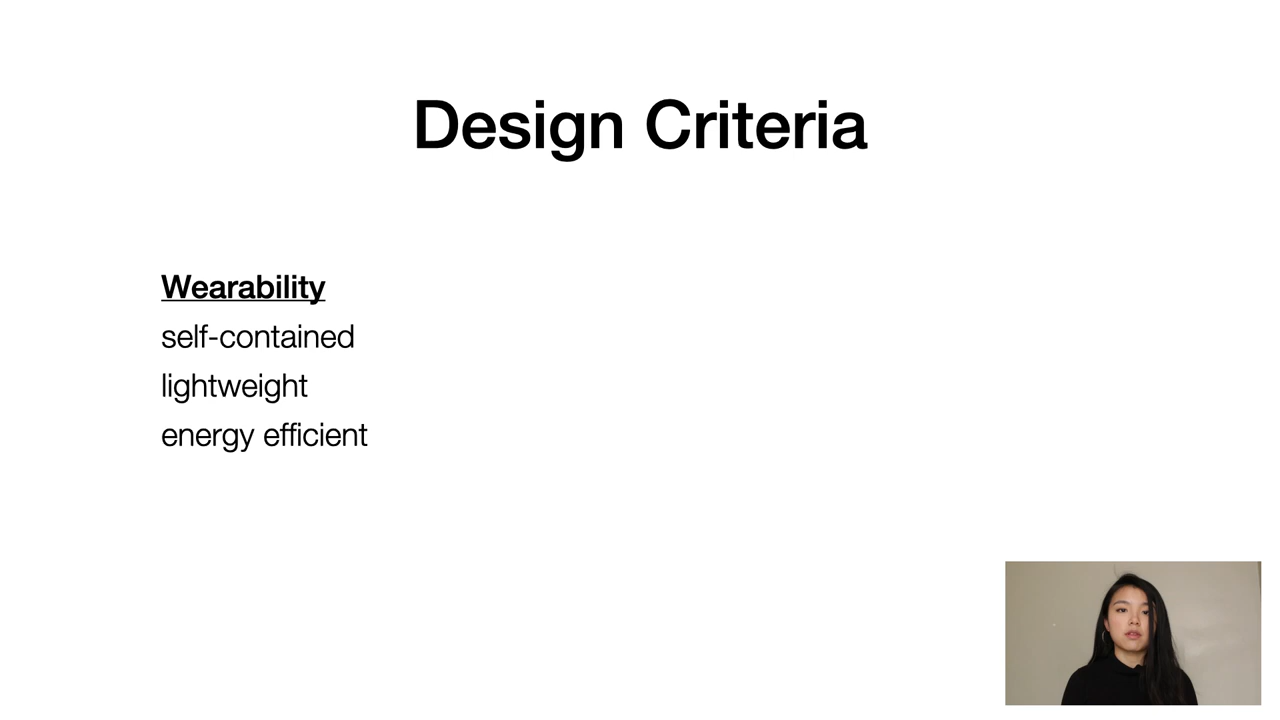 Design Criteria
Wearability
self-contained
lightweight
energy efficient